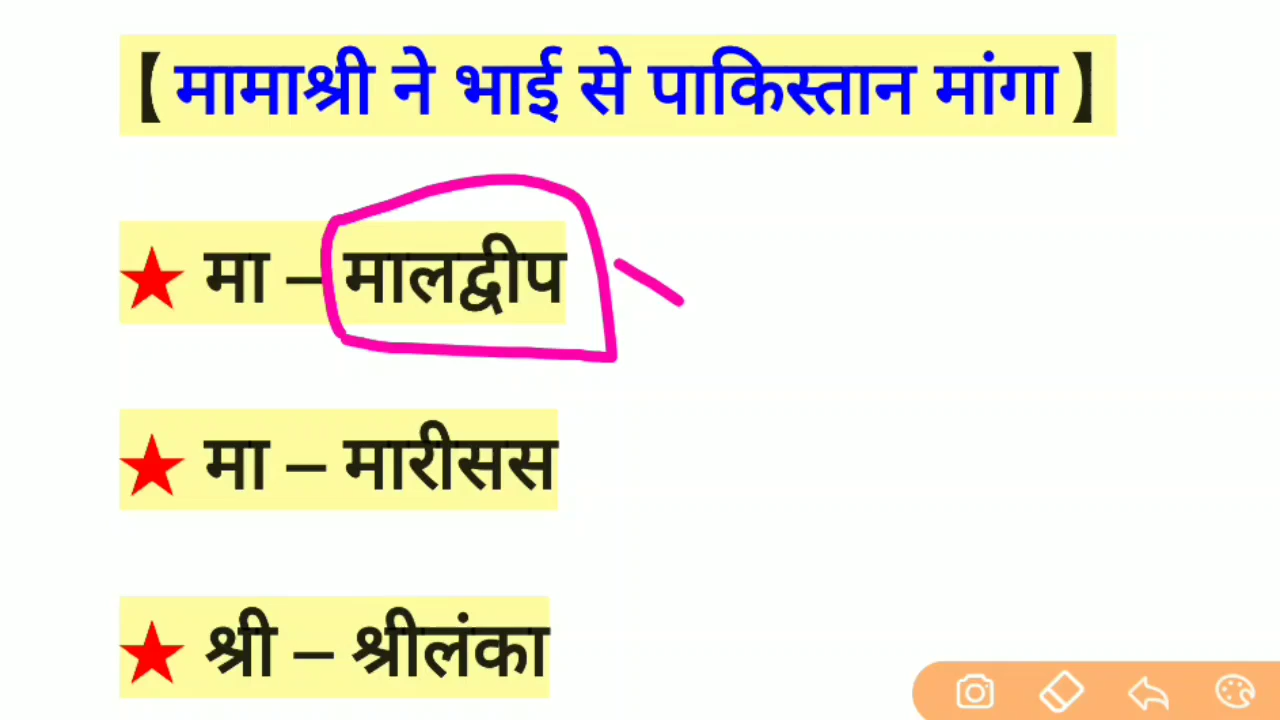 【मामाश्री ने भाई से पाकिस्तान मांगा】
★ मा – मालद्वीप
★ मा – मारीसस
★ श्री – श्रीलंका